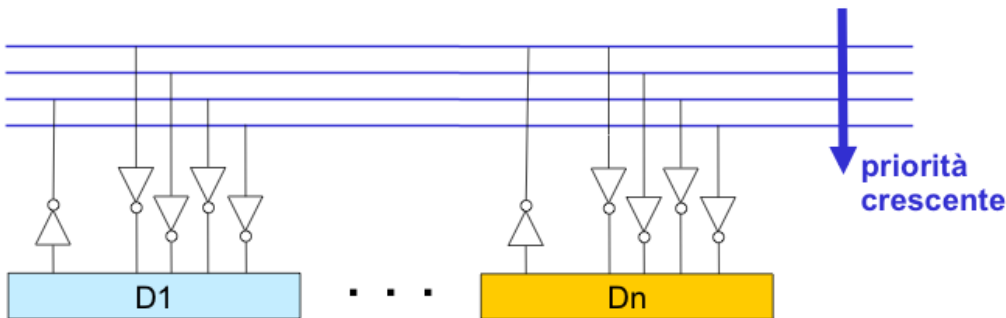 priorità
crescente
D1 . . . Dn